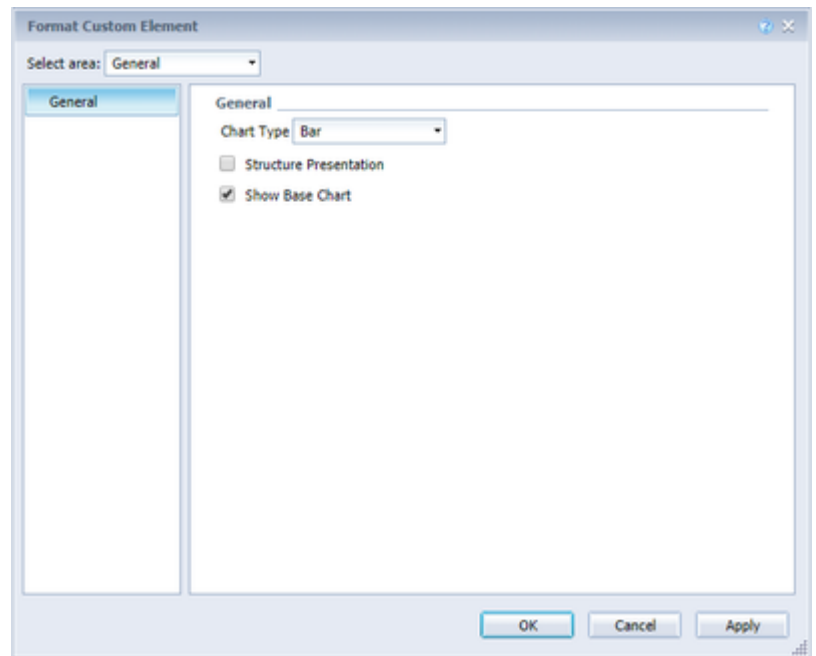 Format Custom Element
Select area: General
General
General
Chart Type Bar
Structure Presentation
Show Base Chart
OK Cancel Apply